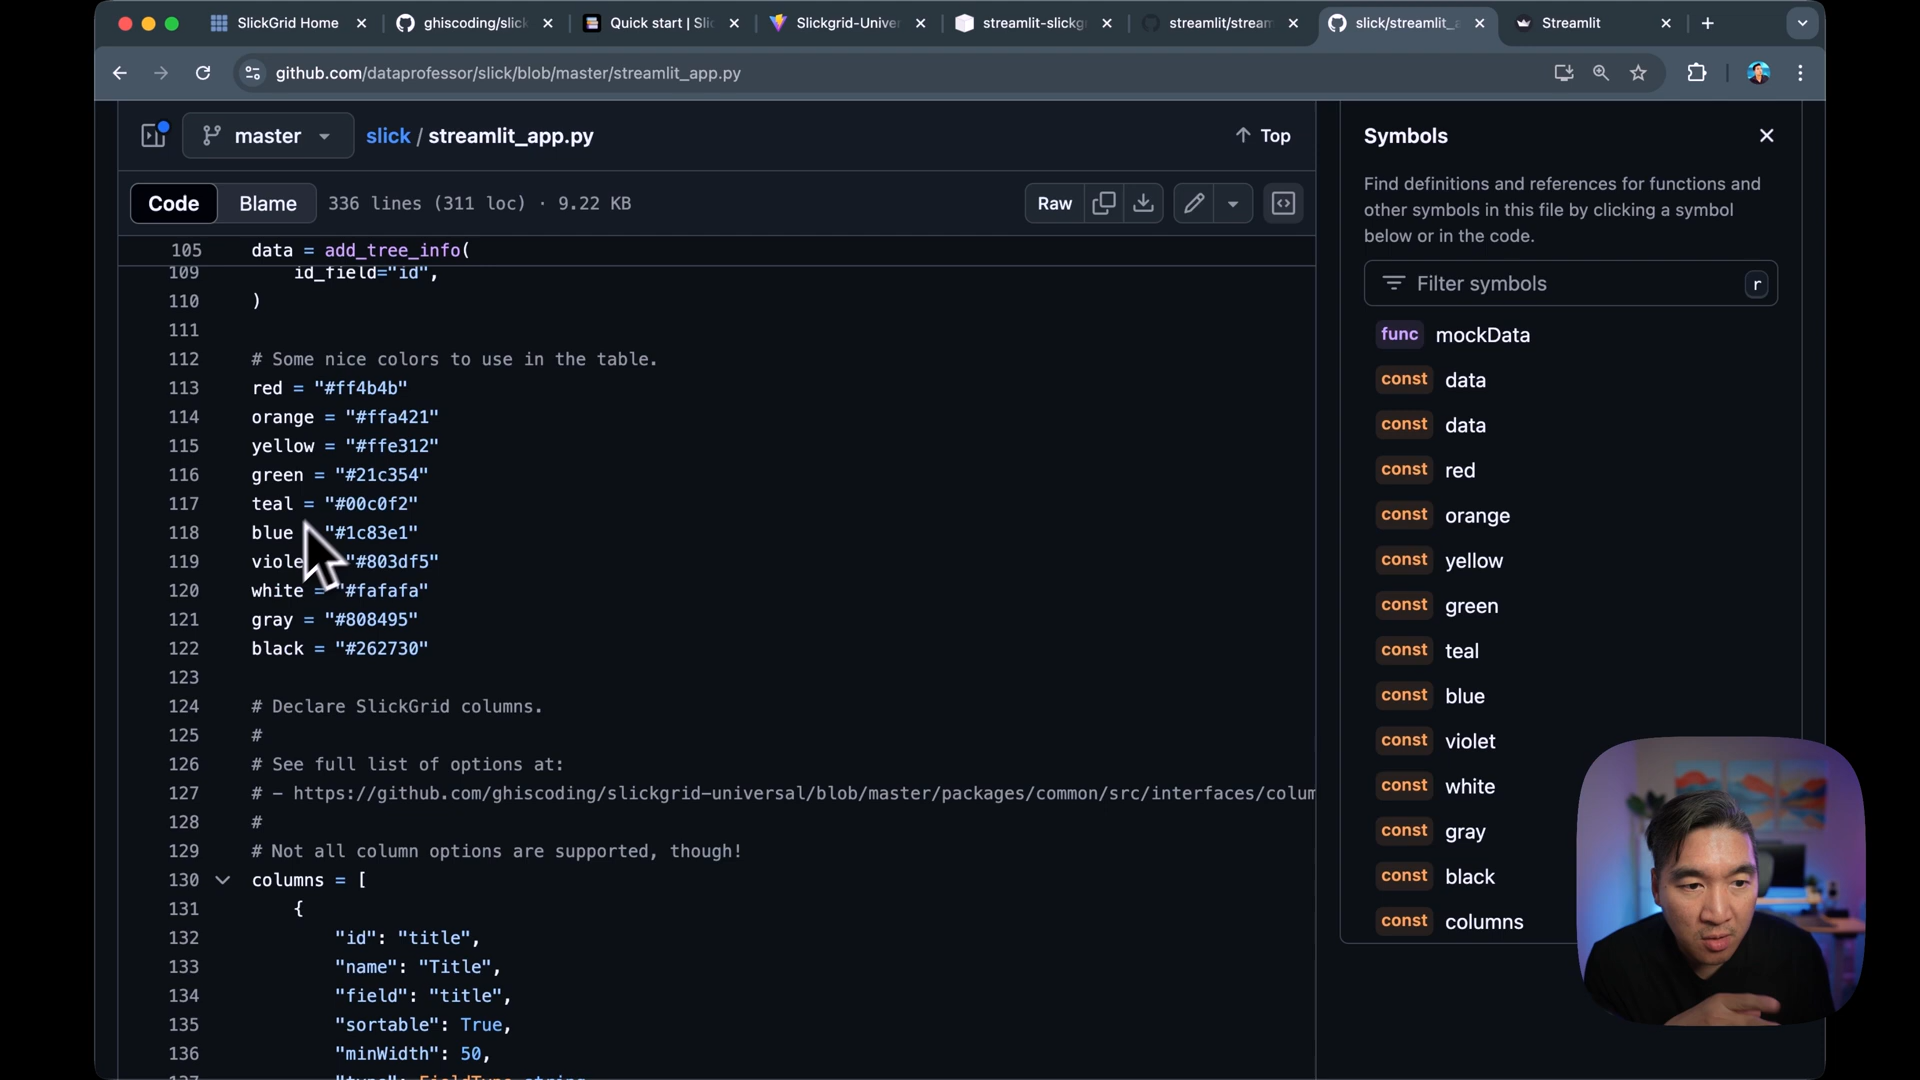 SlickGrid Home
ghiscoding/slick
Quick start | Slic
Slickgrid-Univer
streamlit-slickgr
streamlit/stream
slick/streamlit_a
Streamlit
github.com/dataprofessor/slick/blob/master/streamlit_app.py
master
slick / streamlit_app.py
Top
Code Blame 336 lines (311 loc) · 9.22 KB
Raw
105 data = add_tree_info(
109 id_field="id",
110 )
111
112 # Some nice colors to use in the table.
113 red = "#ff4b4b"
114 orange = "#ffa421"
115 yellow = "#ffe312"
116 green = "#21c354"
117 teal = "#00c0f2"
118 blue "#1c83e1"
119 viole "#803df5"
120 white = "#fafafa"
121 gray = "#808495"
122 black = "#262730"
123
124 # Declare SlickGrid columns.
125 #
126 # See full list of options at:
127 # - https://github.com/ghiscoding/slickgrid-universal/blob/master/packages/common/src/interfaces/colum
128 #
129 # Not all column options are supported, though!
130 columns = [
131 {
132 "id": "title",
133 "name": "Title",
134 "field": "title",
135 "sortable": True,
136 "minWidth": 50,
Symbols
Find definitions and references for functions and
other symbols in this file by clicking a symbol
below or in the code.
Filter symbols
r
func mockData
const data
const data
const red
const orange
const yellow
const green
const teal
const blue
const violet
const white
const gray
const black
const columns